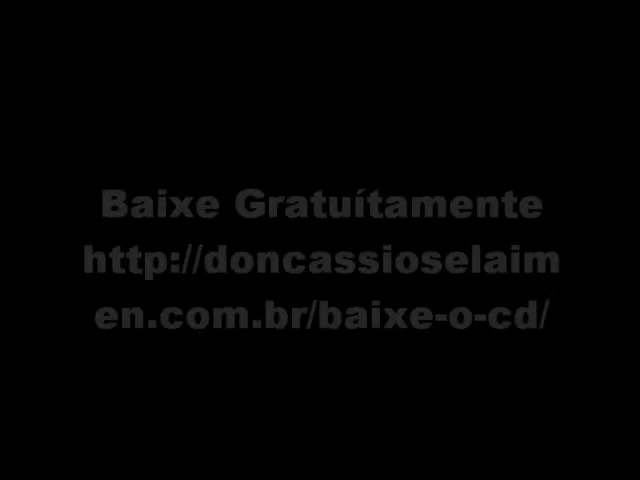 Baixe Gratuítamente
http://doncassioselaim
en.com.br/baixe-o-cd/